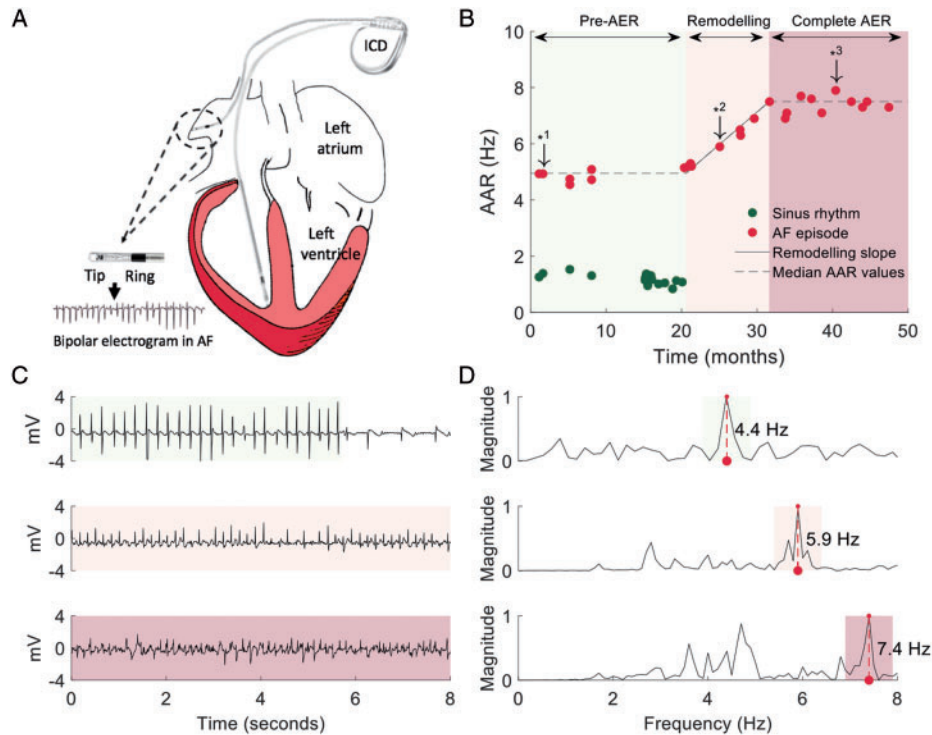 A
ICD
Left
atrium
Left
ventricle
Tip Ring
Bipolar electrogram in AF
B
Pre-AER Remodelling Complete AER
10
8
6
4
2
0
AAR (Hz)
*1
*2
*3
Sinus rhythm
AF episode
Remodelling slope
Median AAR values
0 10 20 30 40 50
Time (months)
C
4
0
-4
mV
4
0
-4
mV
4
0
-4
mV
0 2 4 6 8
Time (seconds)
D
1
0
Magnitude
4.4 Hz
1
0
Magnitude
5.9 Hz
1
0
Magnitude
7.4 Hz
0 2 4 6 8
Frequency (Hz)